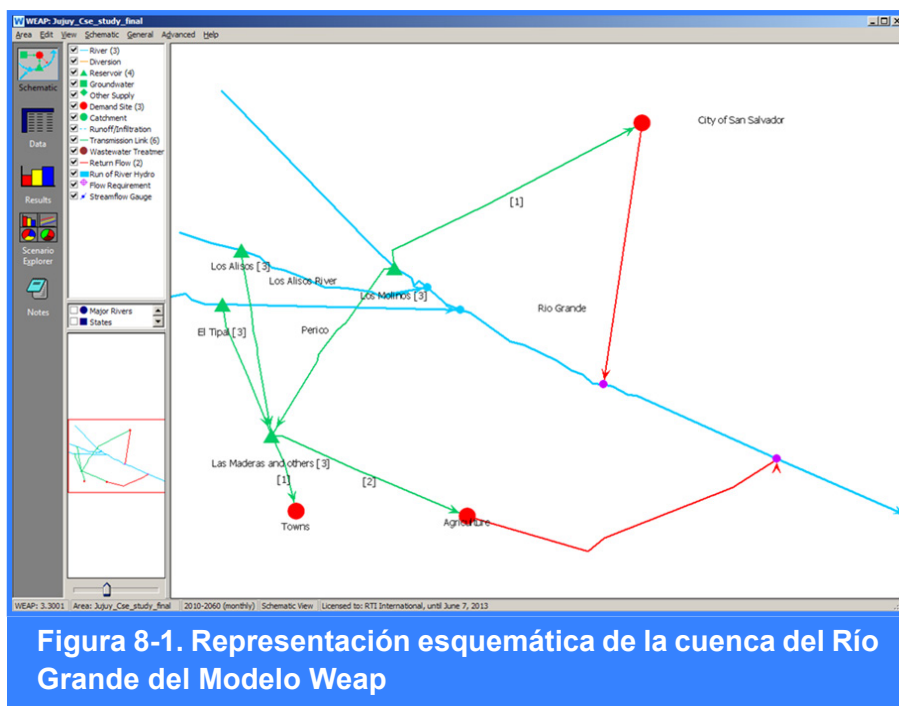 WEAP: Jujuy_Cse_study_final
Area Edit View Schematic General Advanced Help
Schematic
Data
Results
Scenario
Explorer
Notes
River (3)
Diversion
Reservoir (4)
Groundwater
Other Supply
Demand Site (3)
Catchment
Runoff/Infiltration
Transmission Link (6)
Wastewater Treatmer
Return Flow (2)
Run of River Hydro
Flow Requirement
Streamflow Gauge
Major Rivers
States
City of San Salvador
[1]
Los Alisos [3]
Los Alisos River
Los Molinos [3]
El Tipal [3]
Perico
Rio Grande
Las Maderas and others [3]
[1]
[2]
Towns
Agriculture
WEAP: 3.3001 Area: Jujuy_Cse_study_final 2010-2060 (monthly) Schematic View Licensed to: RTI International, until June 7, 2013
Figura 8-1. Representación esquemática de la cuenca del Río
Grande del Modelo Weap